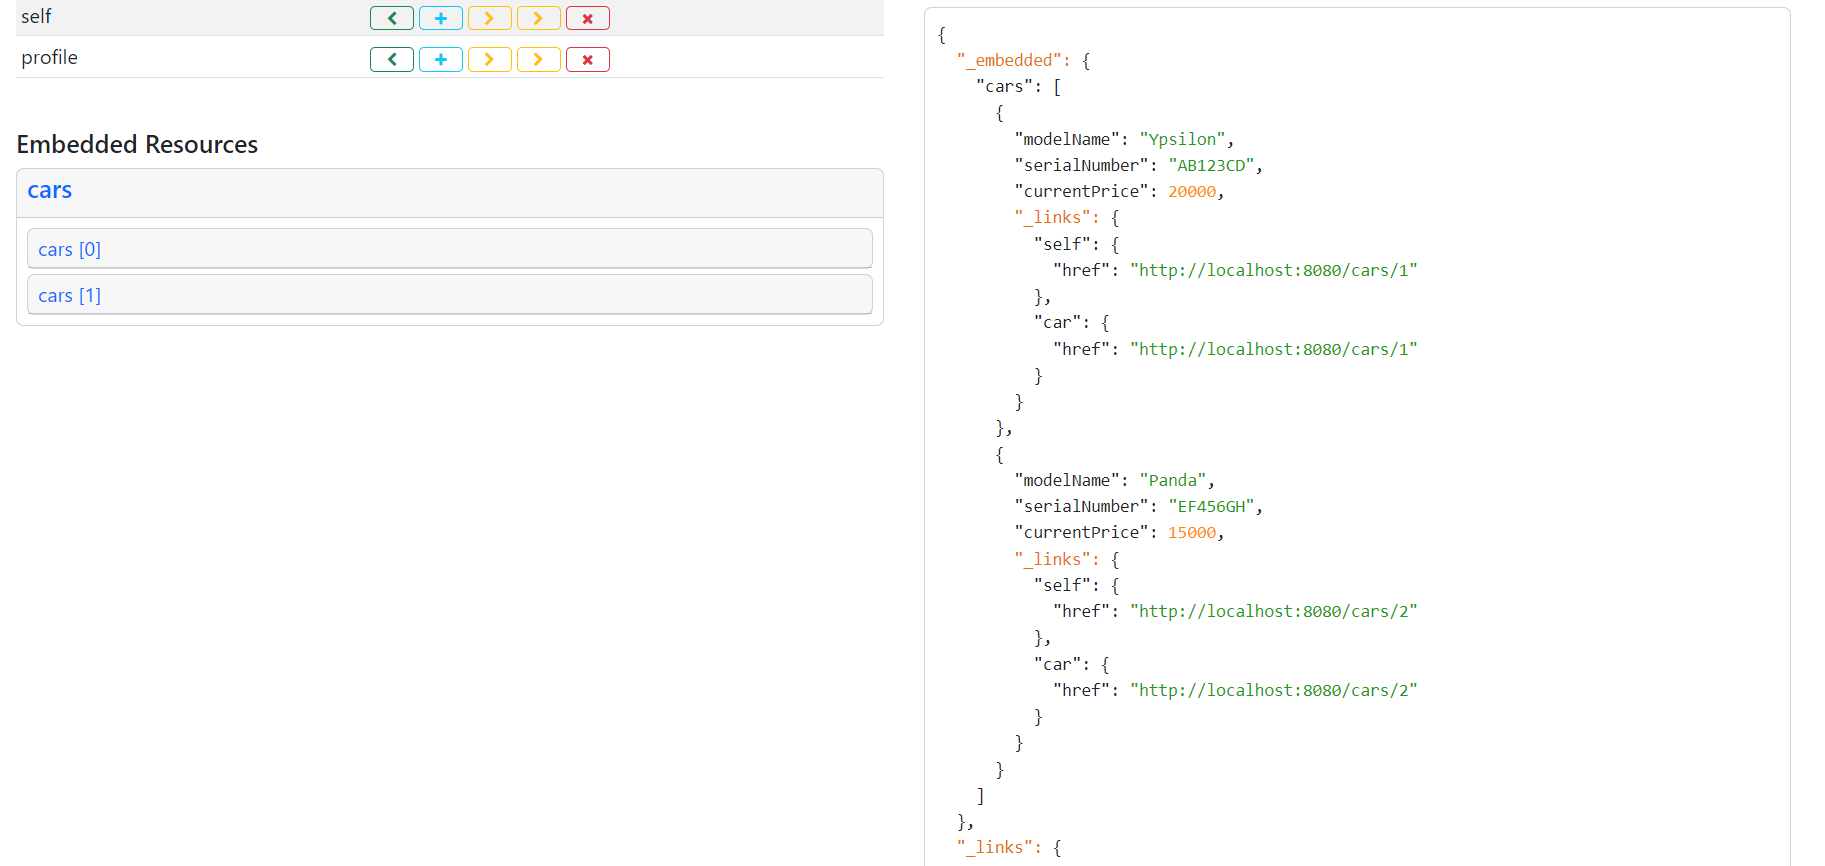 self
profile
Embedded Resources
cars
cars [0]
cars [1]
{
  "_embedded": {
    "cars": [
      {
        "modelName": "Ypsilon",
        "serialNumber": "AB123CD",
        "currentPrice": 20000,
        "_links": {
          "self": {
            "href": "http://localhost:8080/cars/1"
          },
          "car": {
            "href": "http://localhost:8080/cars/1"
          }
        }
      },
      {
        "modelName": "Panda",
        "serialNumber": "EF456GH",
        "currentPrice": 15000,
        "_links": {
          "self": {
            "href": "http://localhost:8080/cars/2"
          },
          "car": {
            "href": "http://localhost:8080/cars/2"
          }
        }
      }
    ]
  },
  "_links": {